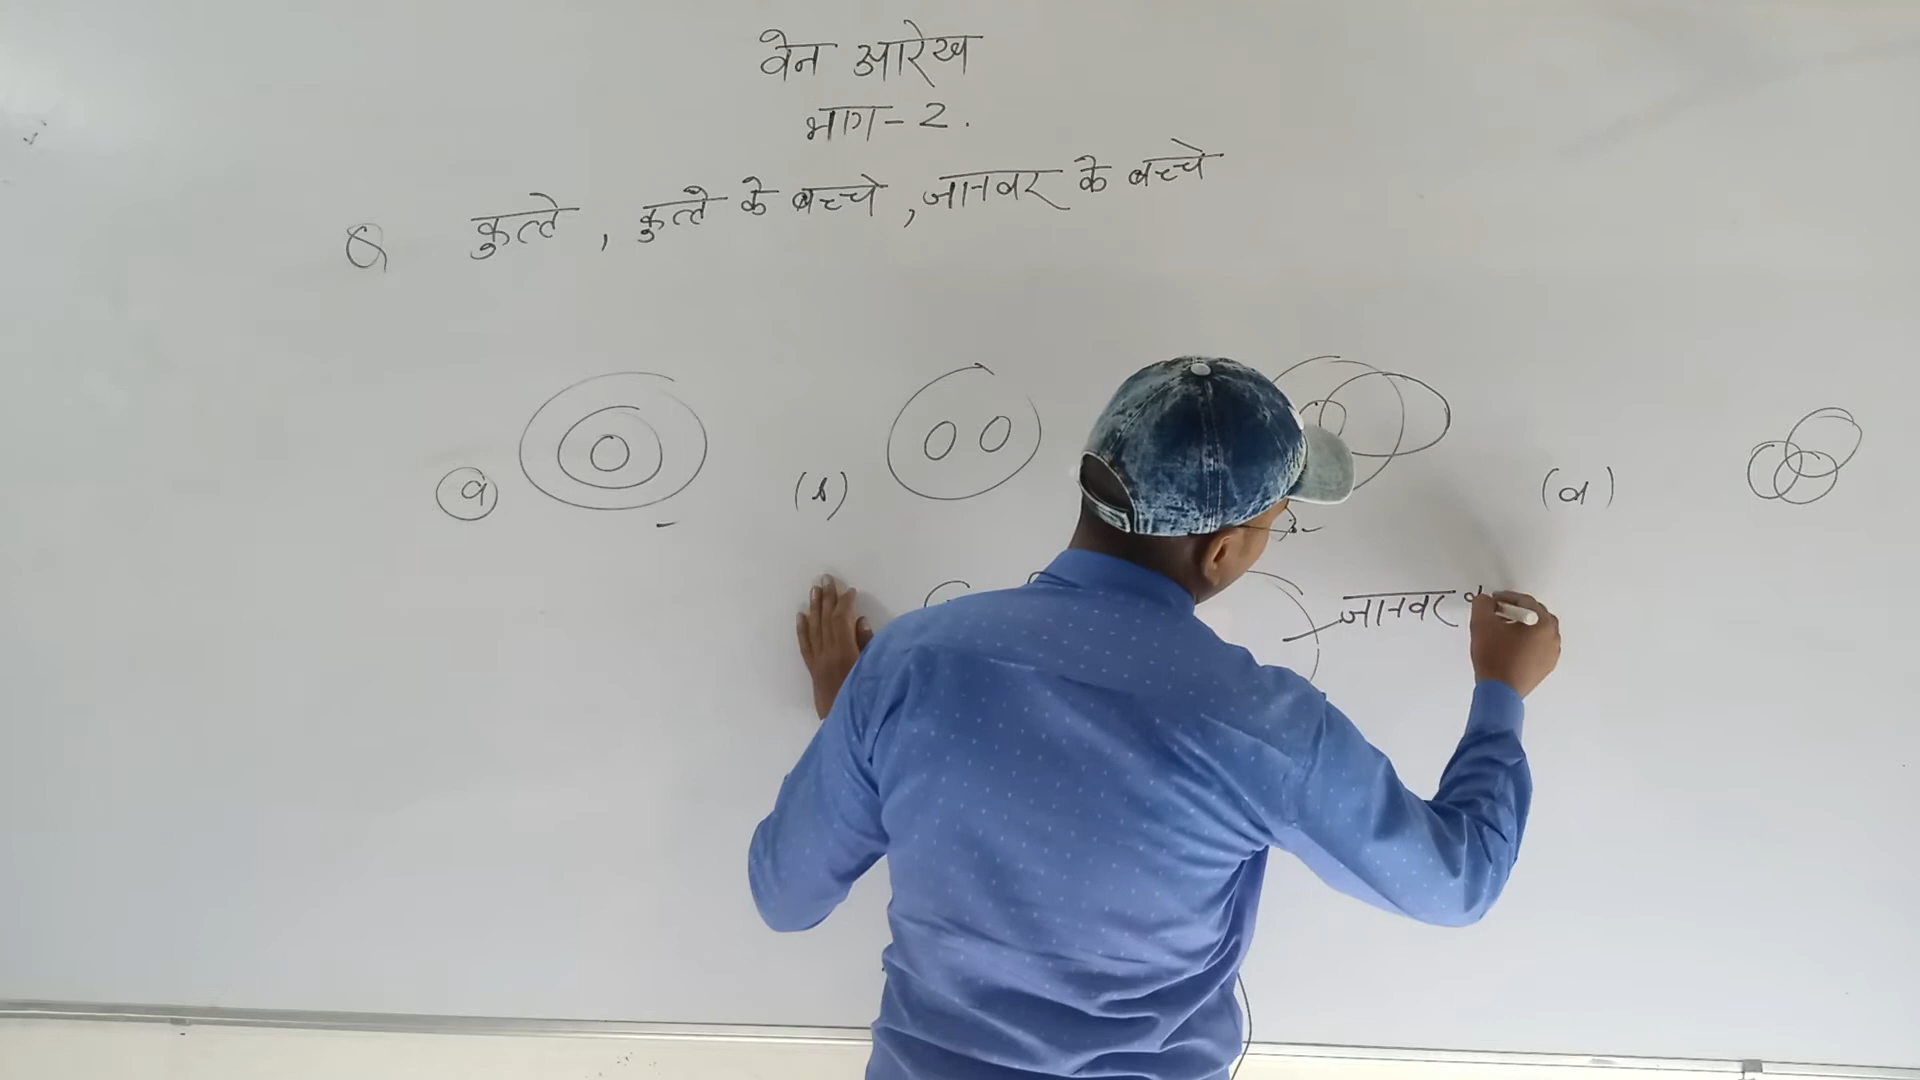 वेन आरेख
भाग-2.
Q कुत्ते, कुत्ते के बच्चे, जानवर के बच्चे
(a) (b) (d)
जानवर